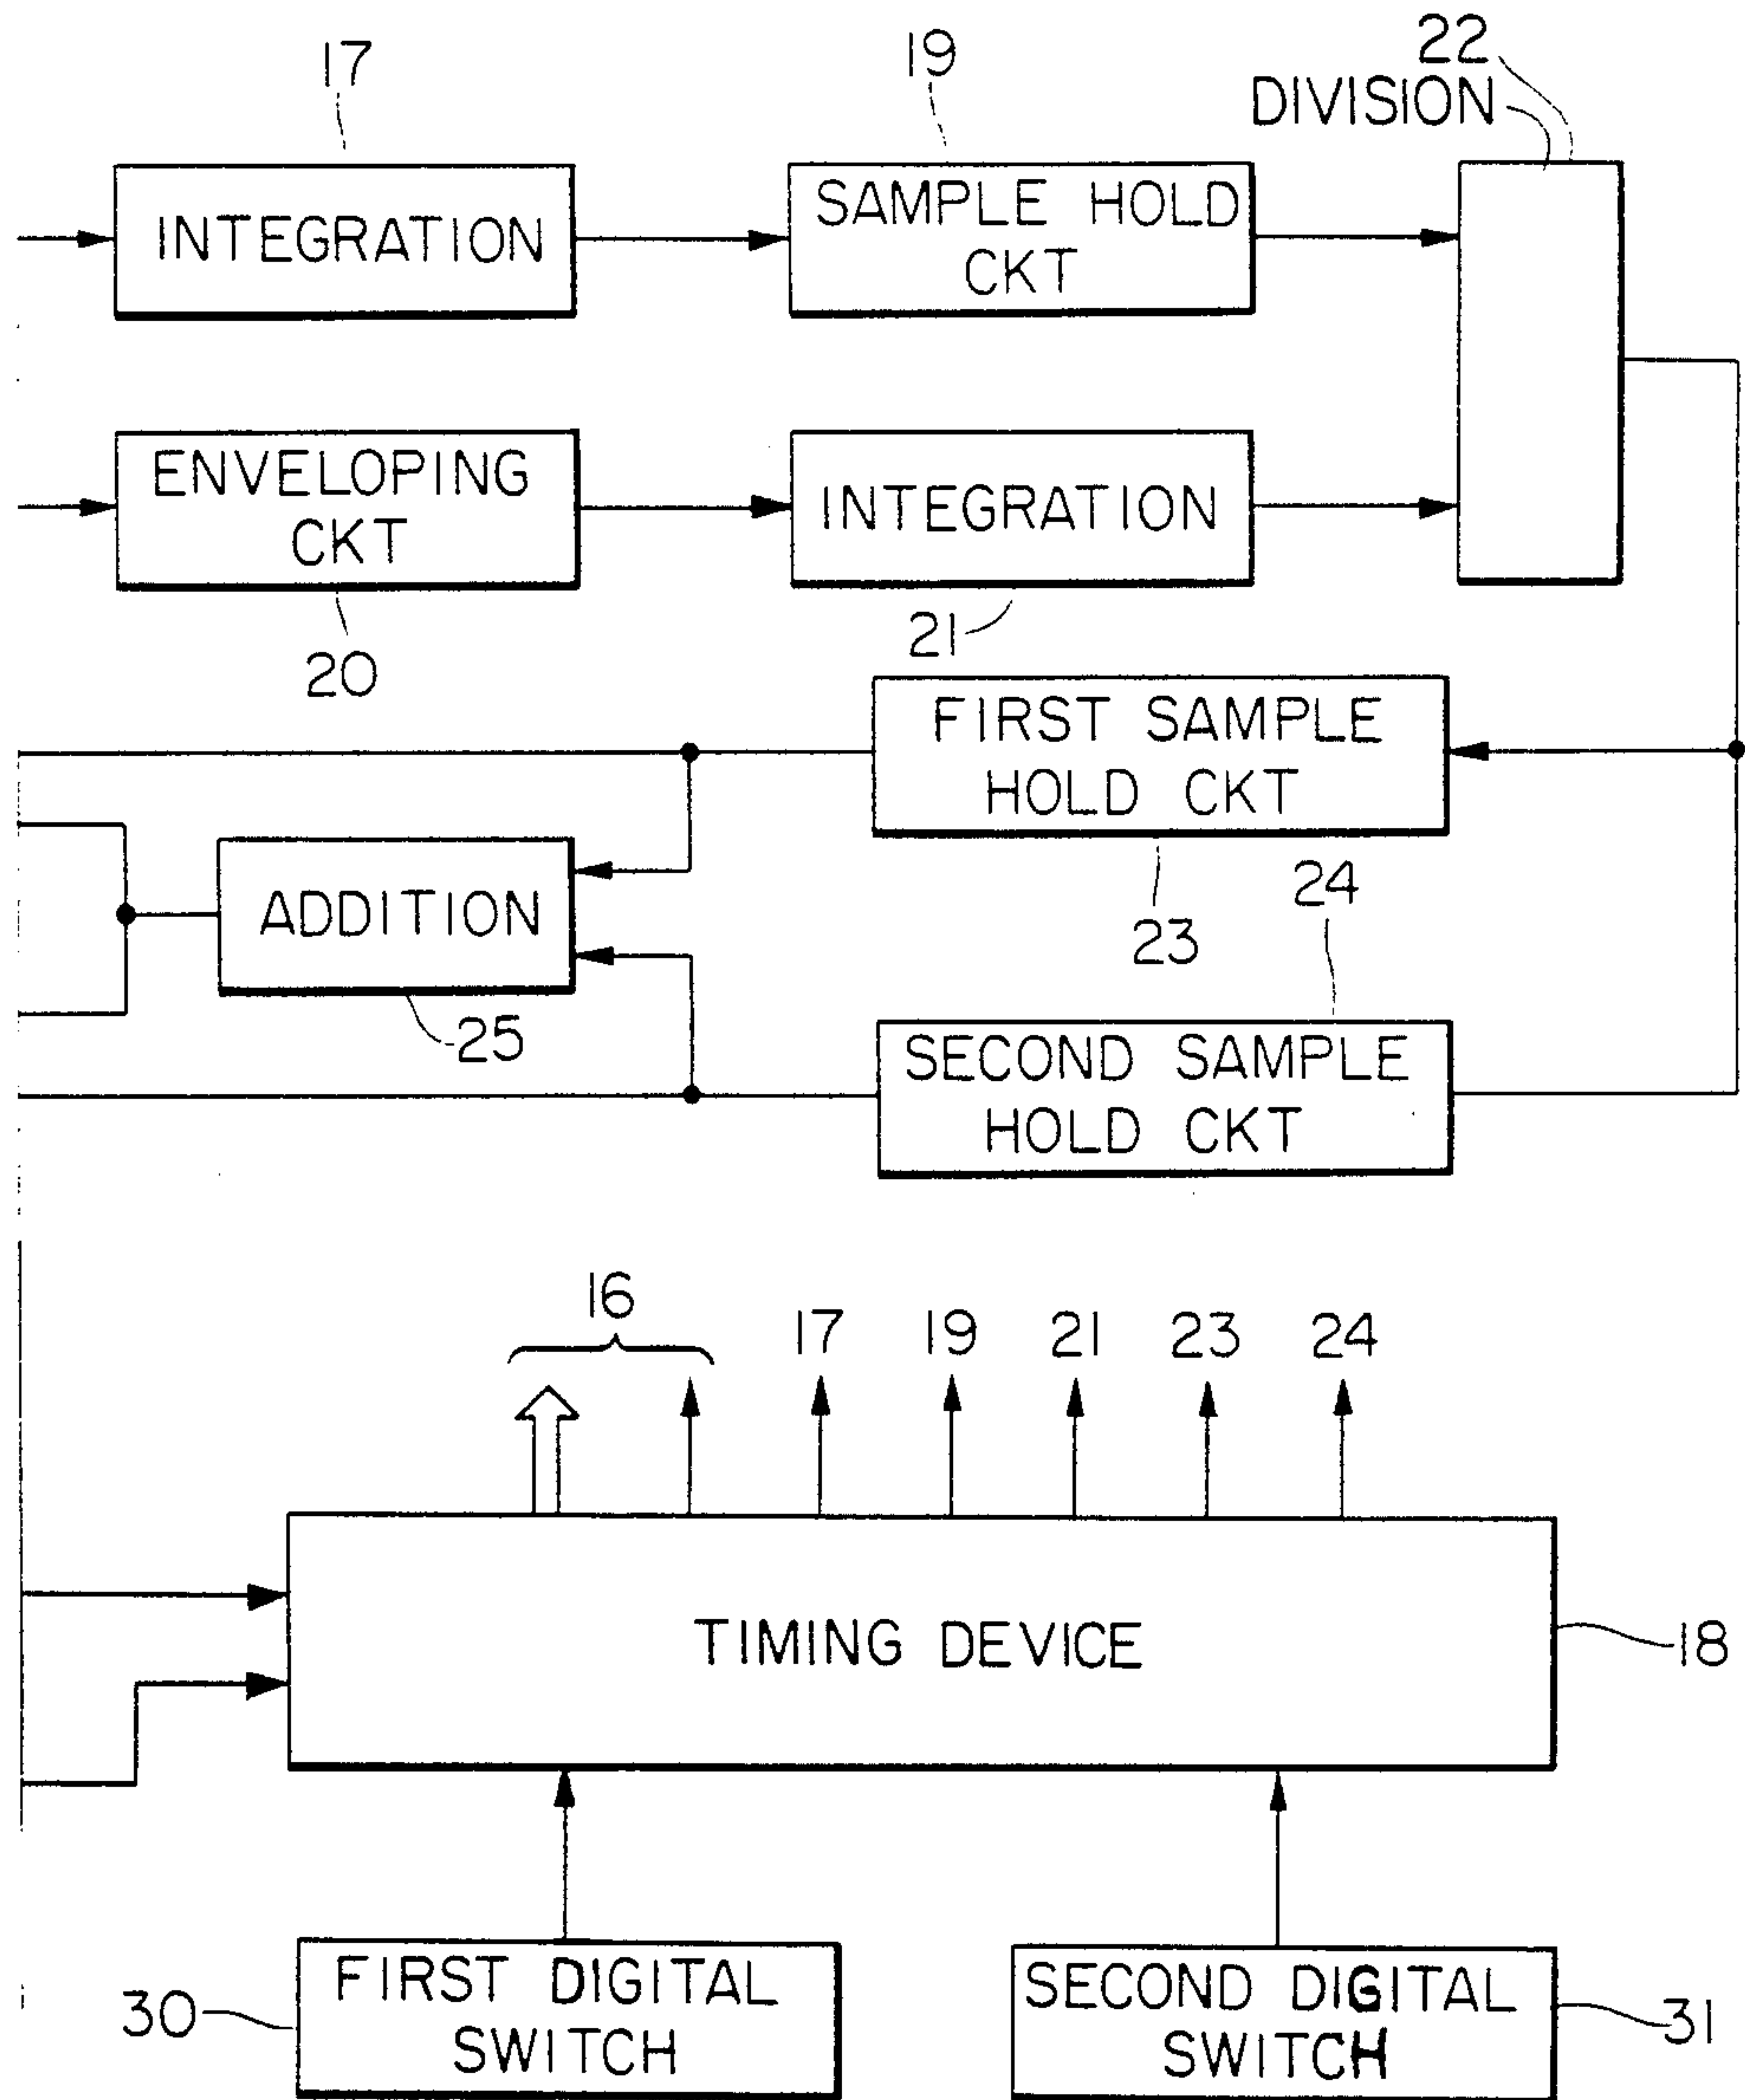 17
19
22
DIVISION
INTEGRATION
SAMPLE HOLD
CKT
ENVELOPING
CKT
INTEGRATION
20
21
FIRST SAMPLE
HOLD CKT
23
24
ADDITION
25
SECOND SAMPLE
HOLD CKT
16
17
19
21
23
24
TIMING DEVICE
18
FIRST DIGITAL
SWITCH
30
SECOND DIGITAL
SWITCH
31